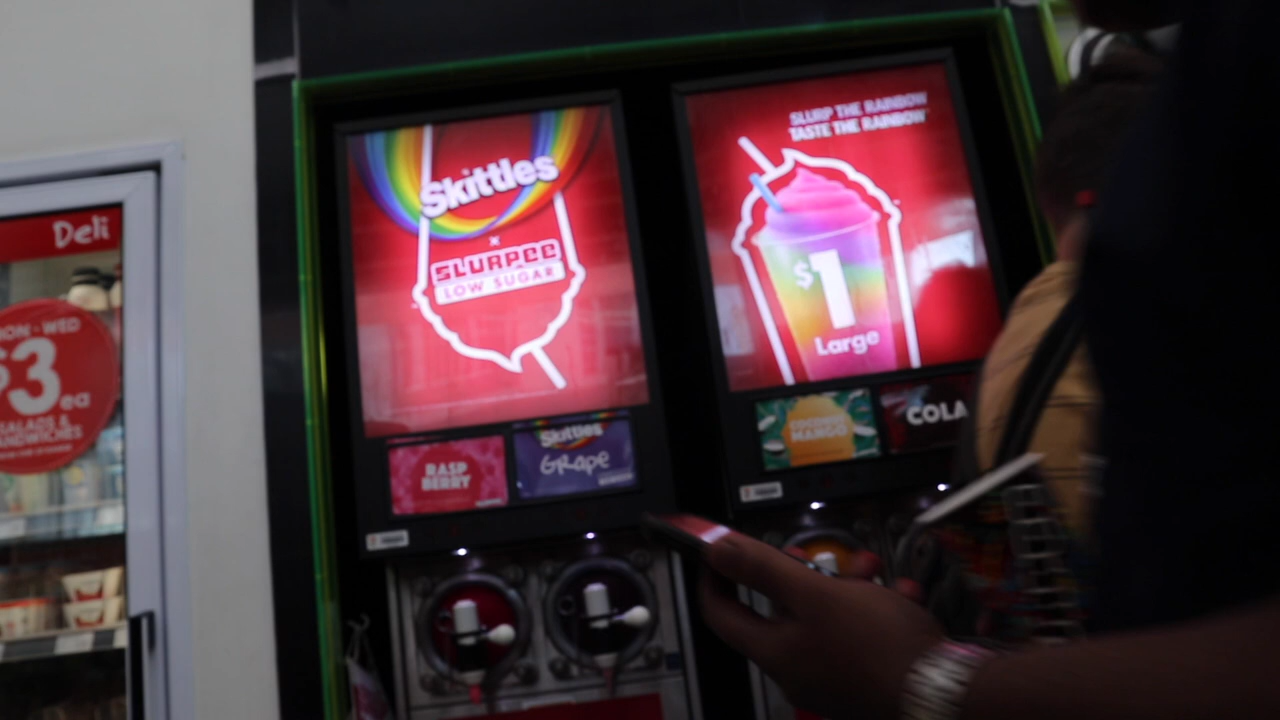 Deli
MON - WED
$3
ea
SALADS &
SANDWICHES
Skittles
x
SLURPEE
LOW SUGAR
RASP
BERRY
Skittles
Grape
SLURP THE RAINBOW
TASTE THE RAINBOW
$1
Large
COCONUT
MANGO
COLA